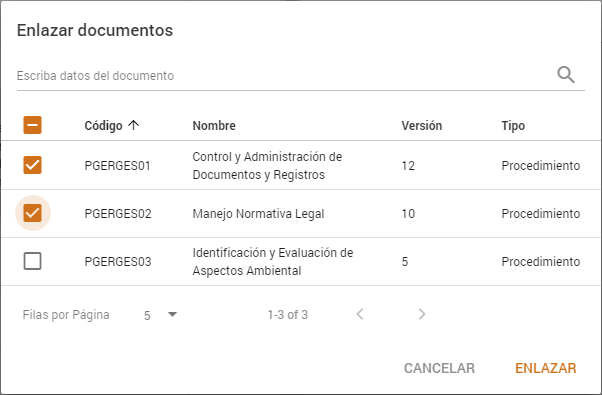 Enlazar documentos
Escriba datos del documento
Código Nombre Versión Tipo
PGERGES01 Control y Administración de Documentos y Registros 12 Procedimiento
PGERGES02 Manejo Normativa Legal 10 Procedimiento
PGERGES03 Identificación y Evaluación de Aspectos Ambiental 5 Procedimiento
Filas por Página 5 1-3 of 3
CANCELAR ENLAZAR